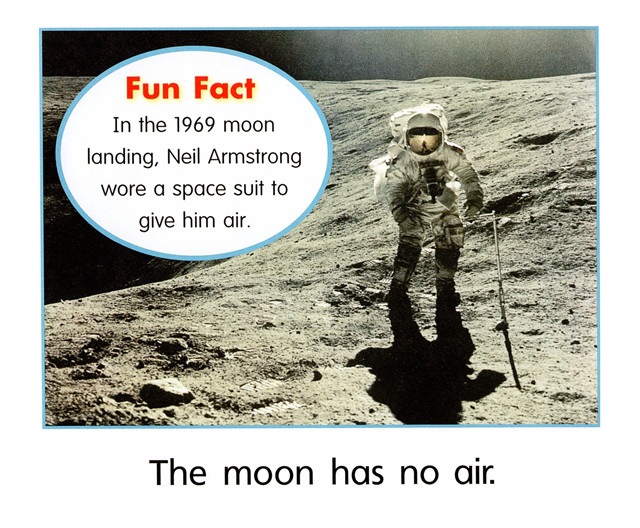 Fun Fact
In the 1969 moon
landing, Neil Armstrong
wore a space suit to
give him air.
The moon has no air.